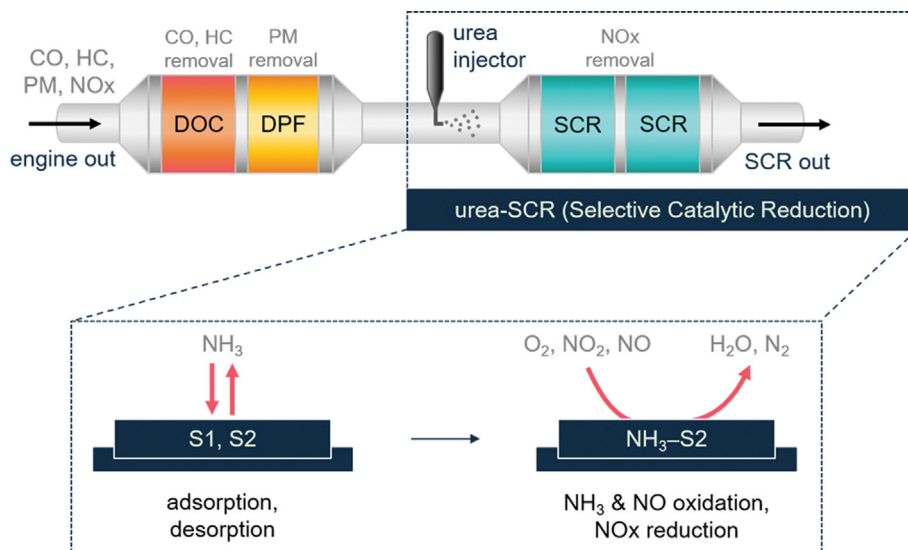 CO, HC,
PM, NOx
engine out
CO, HC
removal
PM
removal
DOC
DPF
urea
injector
NOx
removal
SCR
SCR
SCR out
urea-SCR (Selective Catalytic Reduction)
NH₃
S1, S2
adsorption,
desorption
O₂, NO₂, NO
H₂O, N₂
NH₃–S2
NH₃ & NO oxidation,
NOx reduction